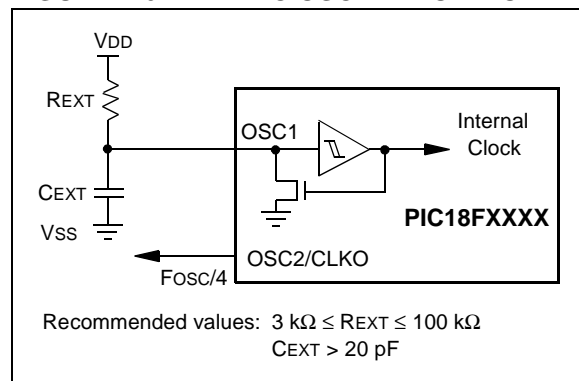 VDD
REXT
OSC1
Internal
Clock
CEXT
PIC18FXXXX
VSS
OSC2/CLKO
FOSC/4
Recommended values: 3 kΩ ≤ REXT ≤ 100 kΩ
CEXT > 20 pF